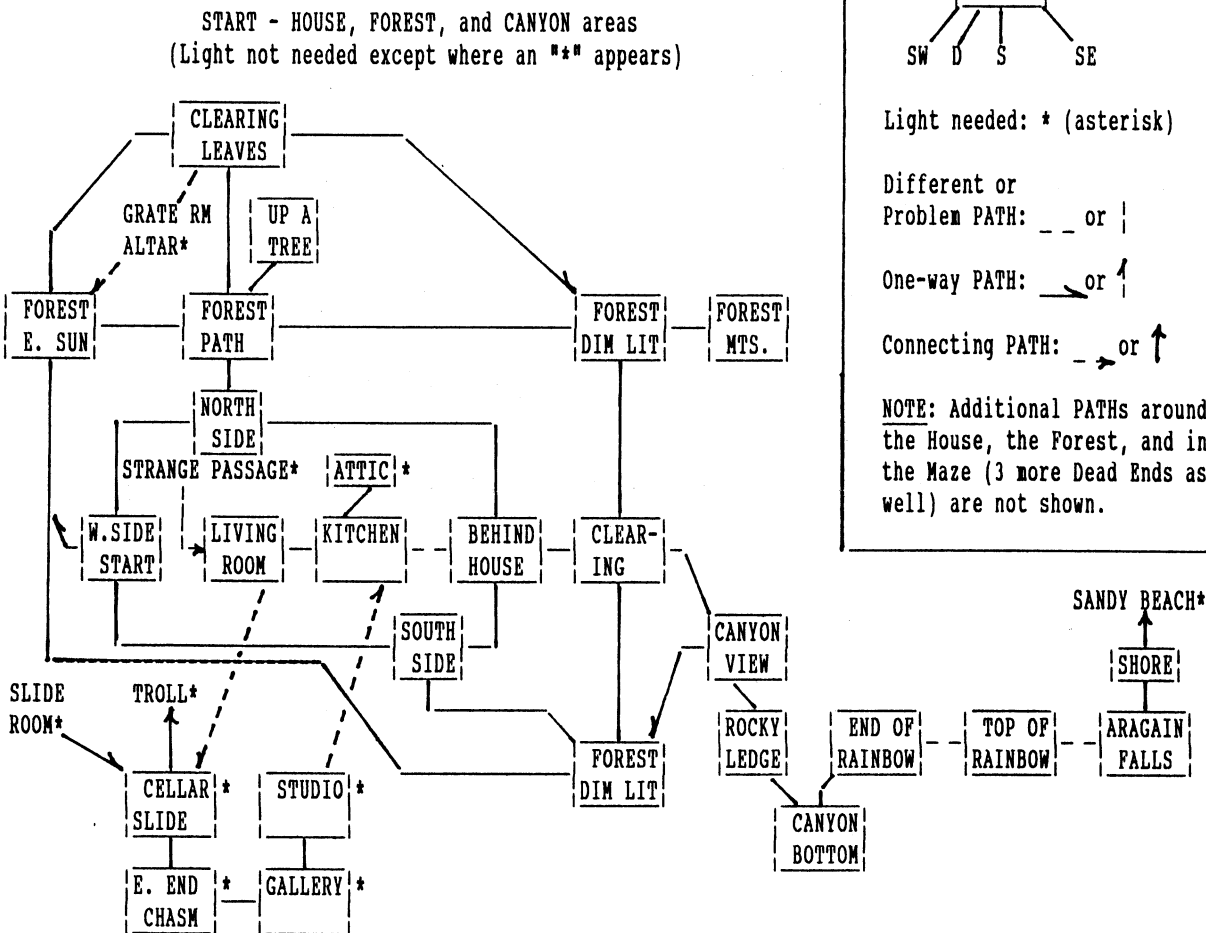 START - HOUSE, FOREST, and CANYON areas
(Light not needed except where an "*" appears)
SW D S SE
Light needed: * (asterisk)
Different or
Problem PATH: _ _ or ¦
One-way PATH: or
Connecting PATH: _ or
NOTE: Additional PATHs around
the House, the Forest, and in
the Maze (3 more Dead Ends as
well) are not shown.
CLEARING
LEAVES
GRATE RM
ALTAR*
UP A
TREE
FOREST
E. SUN
FOREST
PATH
FOREST
DIM LIT
FOREST
MTS.
NORTH
SIDE
STRANGE PASSAGE*
ATTIC *
W.SIDE
START
LIVING
ROOM
KITCHEN
BEHIND
HOUSE
CLEAR-
ING
SOUTH
SIDE
CANYON
VIEW
SANDY BEACH*
SHORE
SLIDE
ROOM*
TROLL*
ROCKY
LEDGE
END OF
RAINBOW
TOP OF
RAINBOW
ARAGAIN
FALLS
FOREST
DIM LIT
CELLAR *
SLIDE
STUDIO *
CANYON
BOTTOM
E. END *
CHASM
GALLERY *